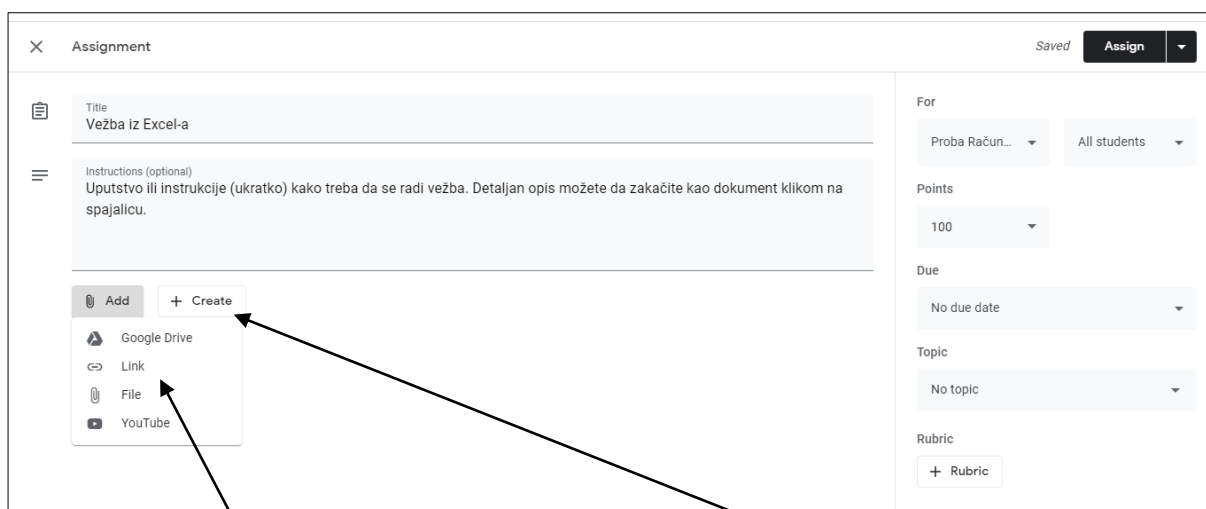 Assignment
Saved
Assign
Title
Vežba iz Excel-a
Instructions (optional)
Uputstvo ili instrukcije (ukratko) kako treba da se radi vežba. Detaljan opis možete da zakačite kao dokument klikom na
spajalicu.
Add
+ Create
Google Drive
Link
File
YouTube
For
Proba Račun...
All students
Points
100
Due
No due date
Topic
No topic
Rubric
+ Rubric